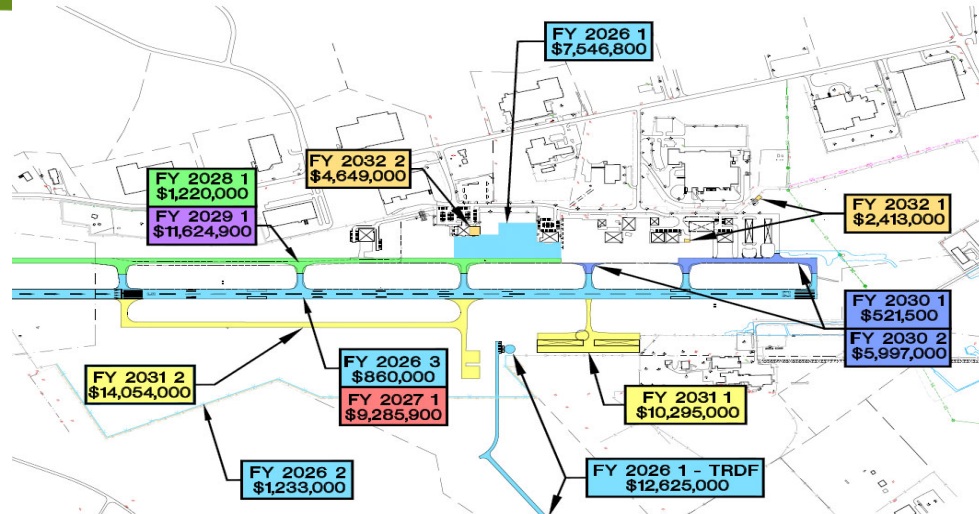 FY 2026 1
$7,546,800
FY 2032 2
$4,649,000
FY 2028 1
$1,220,000
FY 2029 1
$11,624,900
FY 2032 1
$2,413,000
FY 2030 1
$521,500
FY 2030 2
$5,997,000
FY 2026 3
$860,000
FY 2027 1
$9,285,900
FY 2031 2
$14,054,000
FY 2031 1
$10,295,000
FY 2026 2
$1,233,000
FY 2026 1 - TRDF
$12,625,000